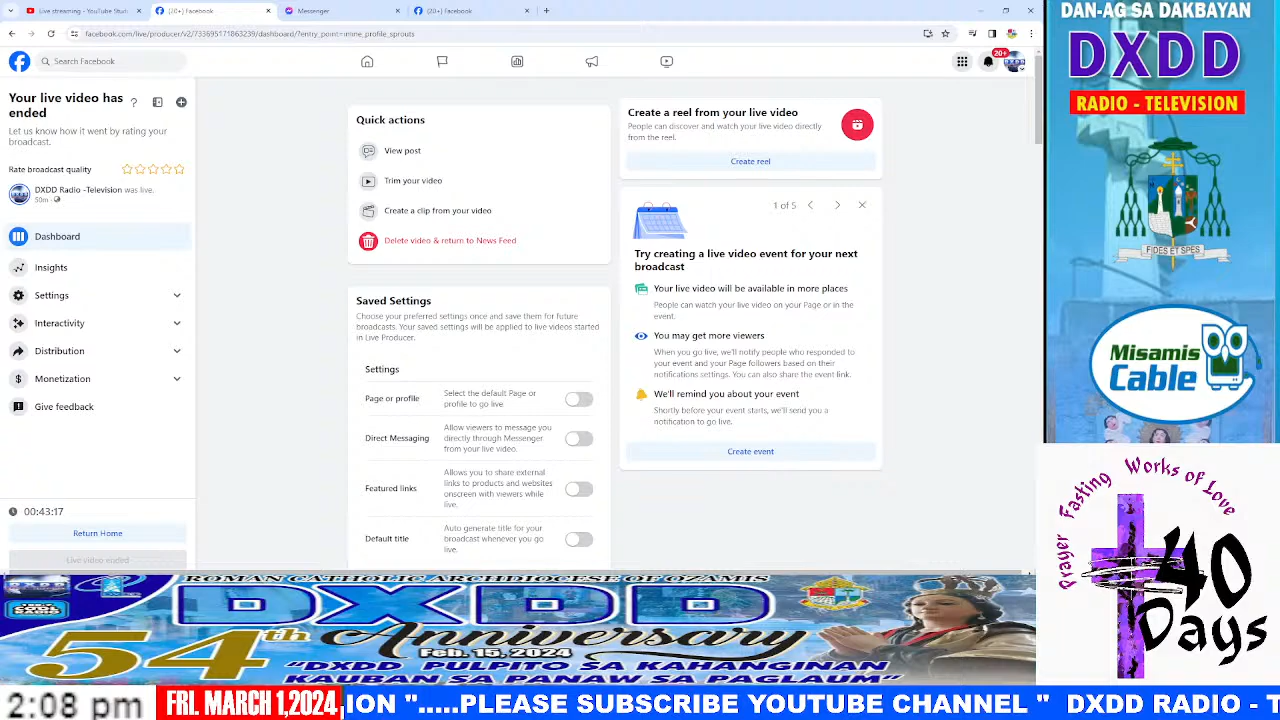 Live streaming - YouTube Stun
(20+) Facebook
Messenger
(20+) Facebook
facebook.com/live/producer/v2/733695171863239/dashboard/?entry_point=mne_profile_sprouts
Search Facebook
20+
Your live video has
ended
Let us know how it went by rating your
broadcast.
Rate broadcast quality
DXDD Radio -Television was live.
50m
Dashboard
Insights
Settings
Interactivity
Distribution
Monetization
Give feedback
00:43:17
Return Home
Live video ended
Quick actions
View post
Trim your video
Create a clip from your video
Delete video & return to News Feed
Saved Settings
Choose your preferred settings once and save them for future
broadcasts. Your saved settings will be applied to live videos started
in Live Producer.
Settings
Page or profile
Select the default Page or
profile to go live.
Direct Messaging
Allow viewers to message you
directly through Messenger
from your live video.
Featured links
Allows you to share external
links to products and websites
onscreen with viewers while
live.
Default title
Auto generate title for your
broadcast whenever you go
live.
Create a reel from your live video
People can discover and watch your live video directly
from the reel.
Create reel
1 of 5
Try creating a live video event for your next
broadcast
Your live video will be available in more places
People can watch your live video on your Page or in the
event.
You may get more viewers
When you go live, we'll notify people who responded to
your event and your Page followers based on their
notifications settings. You can also share the event link.
We'll remind you about your event
Shortly before your event starts, we'll send you a
notification to go live.
Create event
DAN-AG SA DAKBAYAN
DXDD
RADIO - TELEVISION
FIDES ET SPES
Misamis
Cable
Prayer Fasting Works of Love
40
Days
ROMAN CATHOLIC ARCHDIOCESE OF OZAMIS
DXDD
54th Anniversary
Feb. 15, 2024
"DXDD PULPITO SA KAHANGINAN
KAUBAN SA PANAW SA PAGLAUM"
2:08 pm
FRI. MARCH 1,2024
ION ".....PLEASE SUBSCRIBE YOUTUBE CHANNEL " DXDD RADIO - T